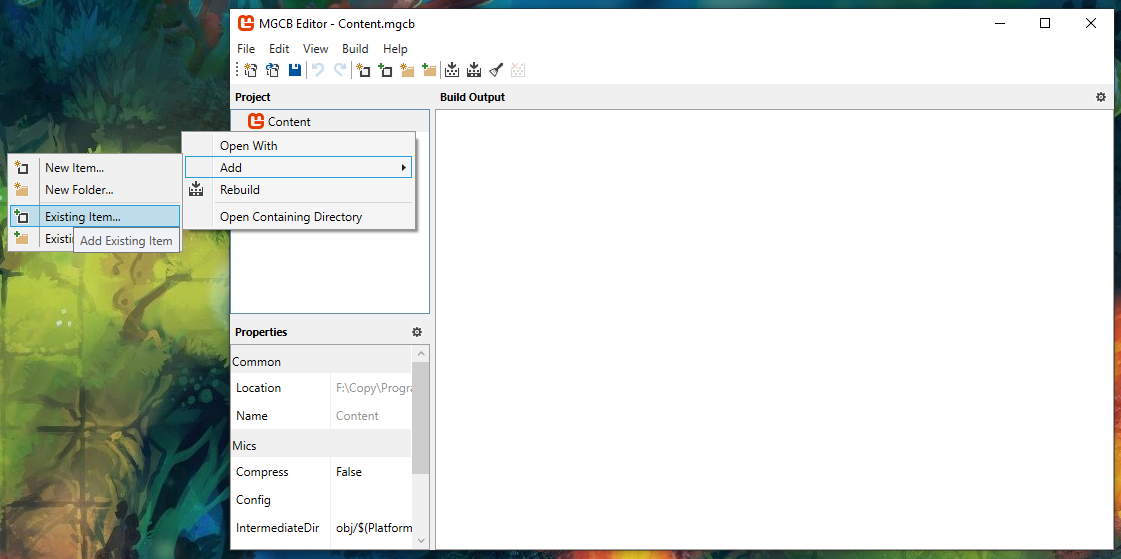 MGCB Editor - Content.mgcb
File Edit View Build Help
Project
Content
Open With
Add
Rebuild
Open Containing Directory
New Item...
New Folder...
Existing Item...
Add Existing Item
Properties
Common
Location F:\Copy\Progra
Name Content
Mics
Compress False
Config
IntermediateDir obj/$(Platform
Build Output